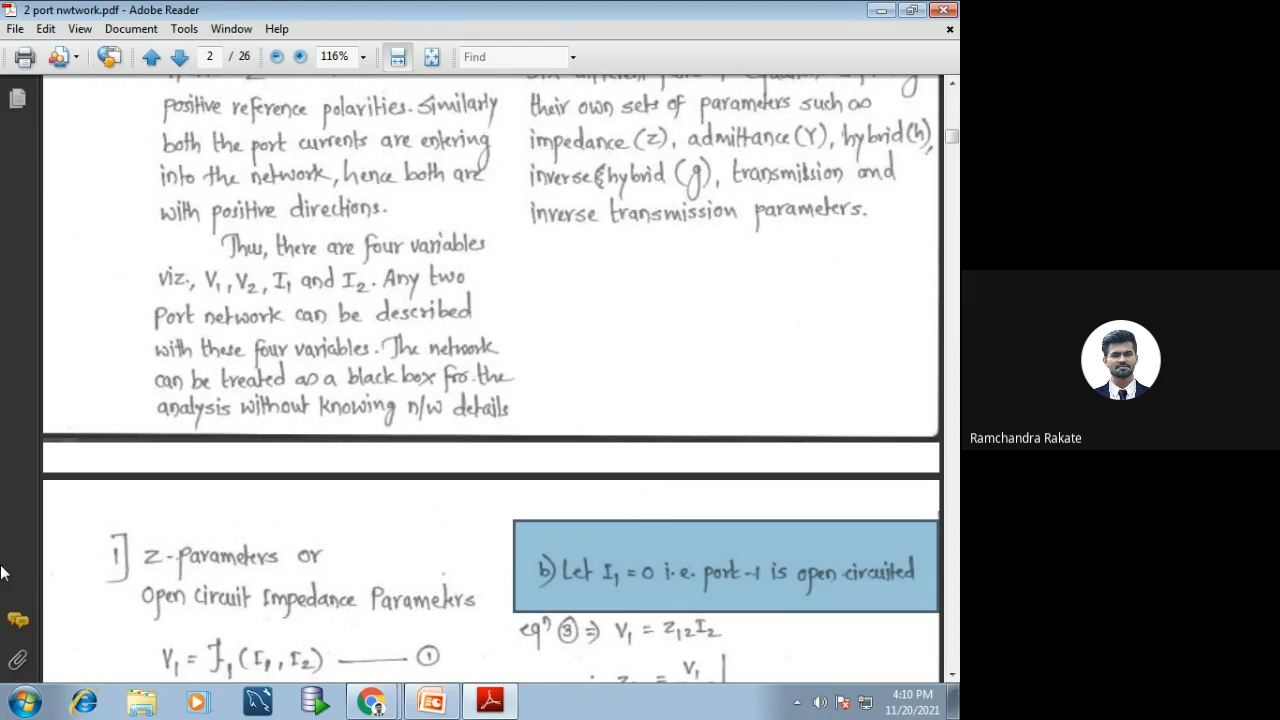 2 port nwtwork.pdf - Adobe Reader
File Edit View Document Tools Window Help
2 / 26 116% Find
positive reference polarities. Similarly
both the port currents are entering
into the network, hence both are
with positive directions.
Thus, there are four variables
viz., V1, V2, I1 and I2. Any two
port network can be described
with these four variables. The network
can be treated as a black box for the
analysis without knowing n/w details
their own sets of parameters such as
impedance (z), admittance (Y), hybrid (h),
inverse hybrid (g), transmission and
inverse transmission parameters.
1] z-parameters or
Open circuit Impedance Parameters
V1 = f1 (I1, I2) ——— ①
b) Let I1 = 0 i.e. port-1 is open circuited
eqn ③ ⇒ V1 = z12 I2
V1
Ramchandra Rakate
4:10 PM
11/20/2021